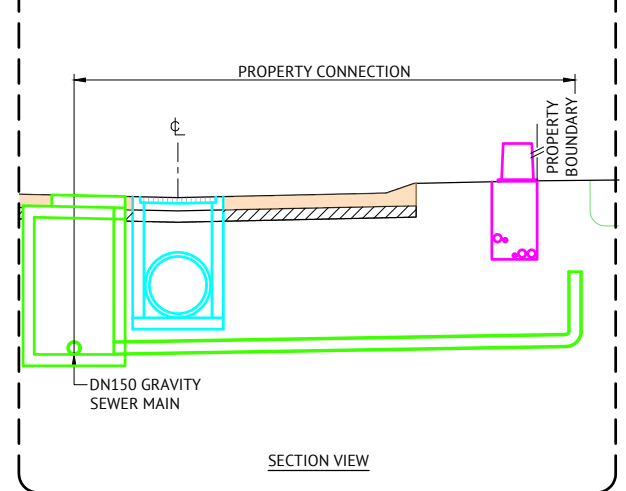 PROPERTY CONNECTION
℄
PROPERTY
BOUNDARY
DN150 GRAVITY
SEWER MAIN
SECTION VIEW